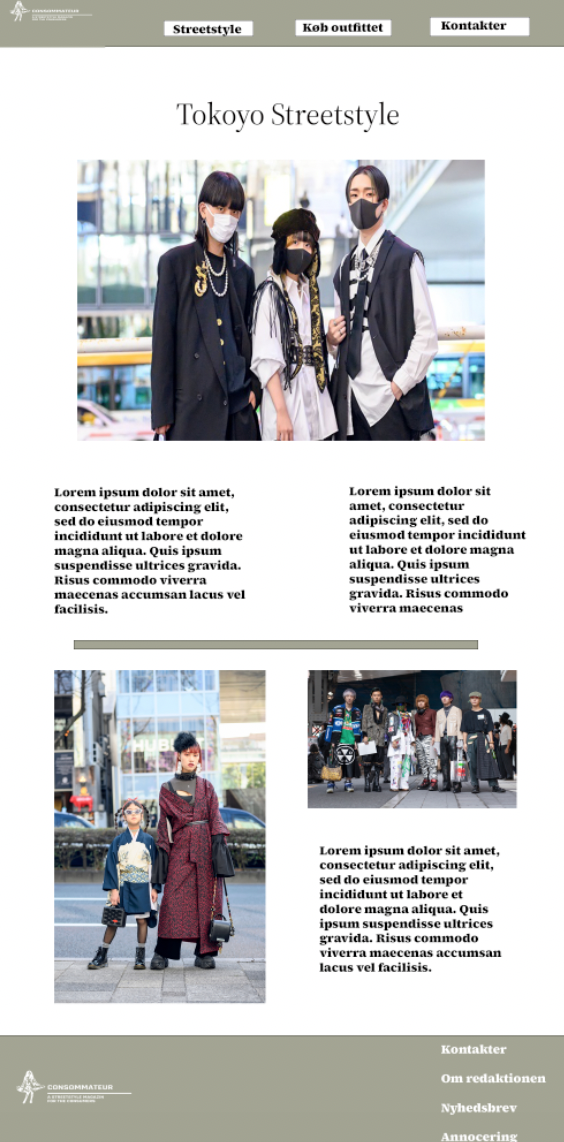 CONSOMMATEUR
Streetstyle
Køb outfittet
Kontakter
Tokoyo Streetstyle
Lorem ipsum dolor sit amet,
consectetur adipiscing elit,
sed do eiusmod tempor
incididunt ut labore et dolore
magna aliqua. Quis ipsum
suspendisse ultrices gravida.
Risus commodo viverra
maecenas accumsan lacus vel
facilisis.
Lorem ipsum dolor sit
amet, consectetur
adipiscing elit, sed do
eiusmod tempor incididunt
ut labore et dolore magna
aliqua. Quis ipsum
suspendisse ultrices
gravida. Risus commodo
viverra maecenas
Lorem ipsum dolor sit amet,
consectetur adipiscing elit,
sed do eiusmod tempor
incididunt ut labore et
dolore magna aliqua. Quis
ipsum suspendisse ultrices
gravida. Risus commodo
viverra maecenas accumsan
lacus vel facilisis.
CONSOMMATEUR
A STREETSTYLE MAGAZINE
FOR THE CONSUMERS
Kontakter
Om redaktionen
Nyhedsbrev
Annocering